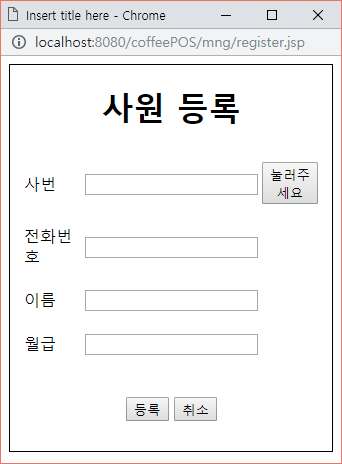 Insert title here - Chrome
localhost:8080/coffeePOS/mng/register.jsp
사원 등록
사번
눌러주
세요
전화번
호
이름
월급
등록 취소